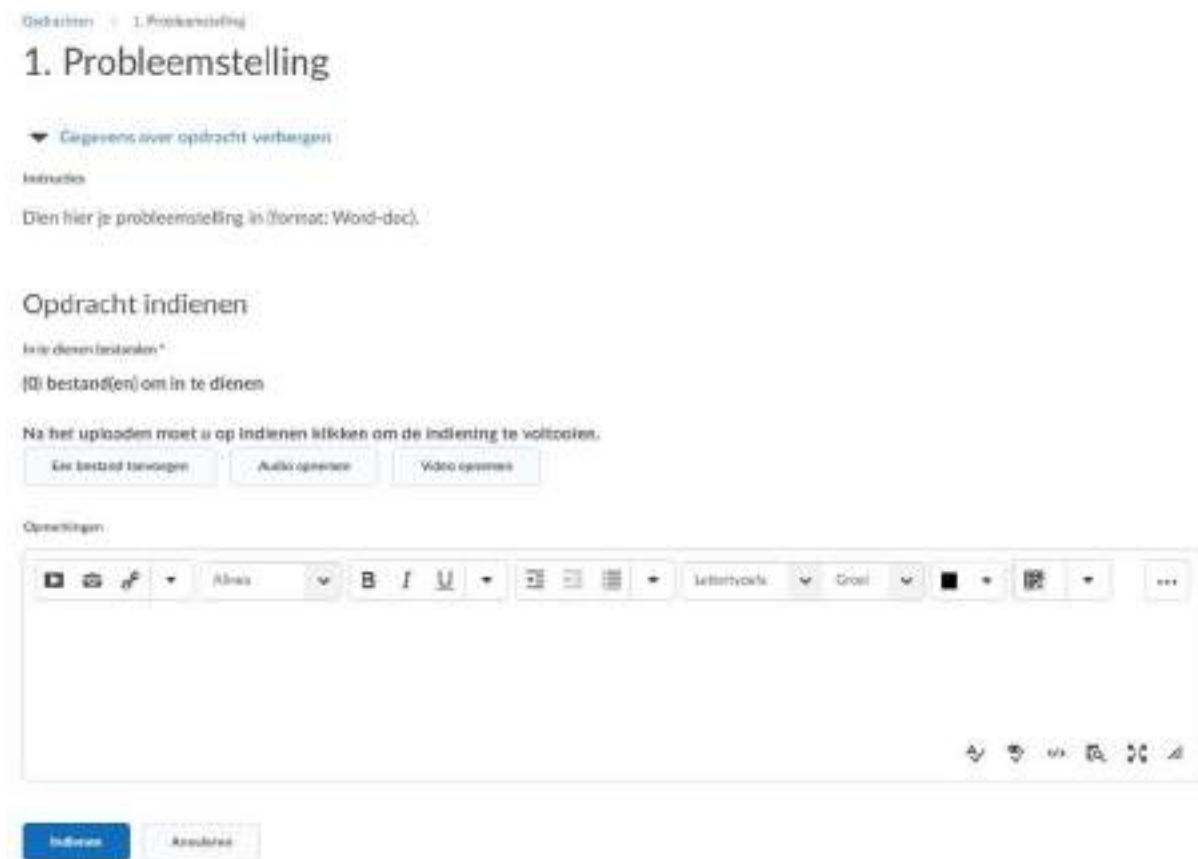 Opdrachten 1. Probleemstelling
1. Probleemstelling
Gegevens over opdracht verbergen
Instructies
Dien hier je probleemstelling in (format: Word-doc).
Opdracht indienen
In te dienen bestanden *
(0) bestand(en) om in te dienen
Na het uploaden moet u op Indienen klikken om de indiening te voltooien.
Een bestand toevoegen Audio opnemen Video opnemen
Opmerkingen
Alinea B I U Lettertype Groo ...
Indienen Annuleren